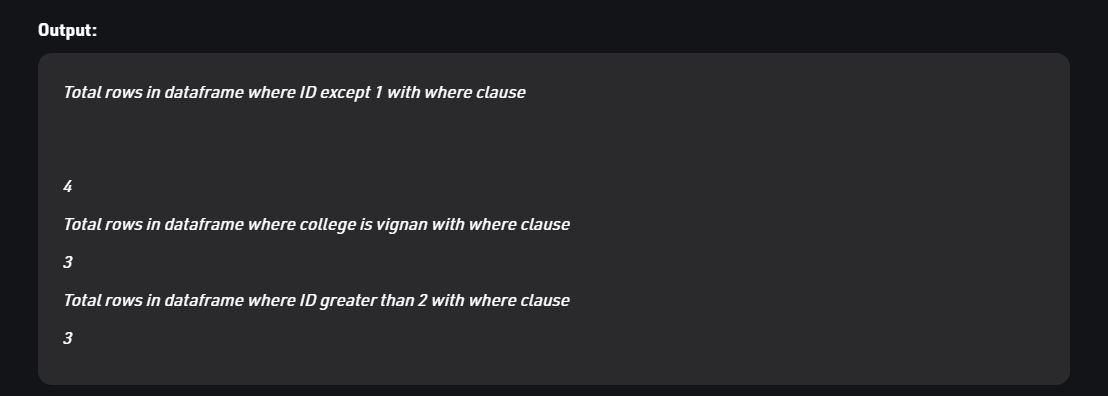 Output:
Total rows in dataframe where ID except 1 with where clause
4
Total rows in dataframe where college is vignan with where clause
3
Total rows in dataframe where ID greater than 2 with where clause
3